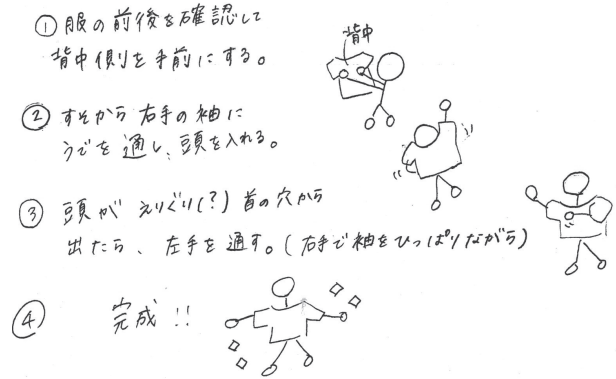 ① 服の前後を確認して
背中側を手前にする。
背中
② すそから右手の袖に
うでを通し、頭を入れる。
③ 頭が えりぐり(?) 首の穴から
出たら、左手を通す。(右手で袖をひっぱりながら)
④ 完成!!